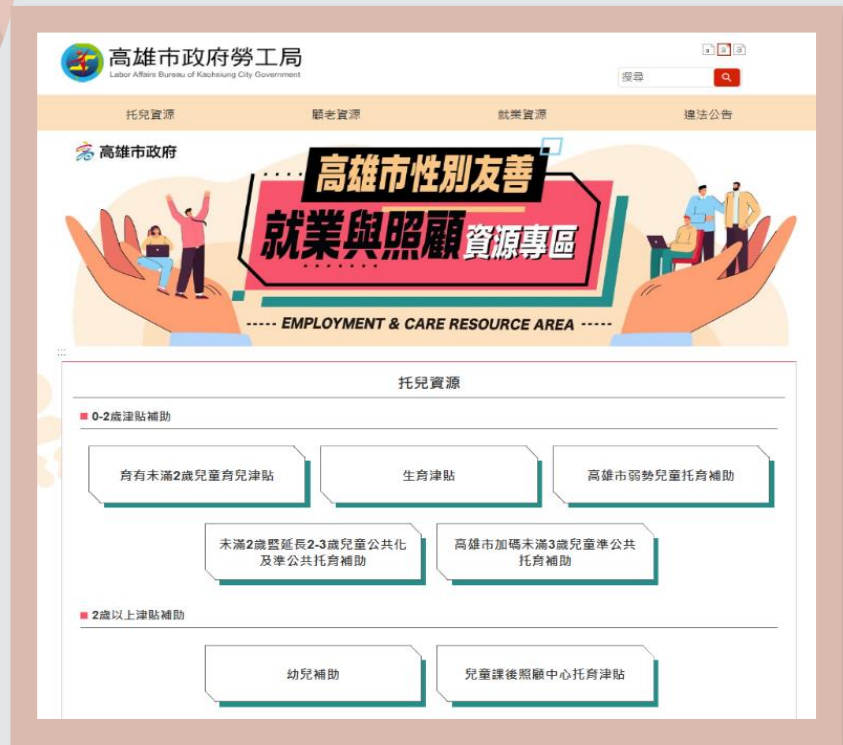 高雄市政府勞工局
Labor Affairs Bureau of Kaohsiung City Government
搜尋
托兒資源
顧老資源
就業資源
違法公告
高雄市政府
高雄市性別友善
就業與照顧資源專區
----- EMPLOYMENT & CARE RESOURCE AREA -----
:::
托兒資源
0-2歲津貼補助
育有未滿2歲兒童育兒津貼
生育津貼
高雄市弱勢兒童托育補助
未滿2歲暨延長2-3歲兒童公共化
及準公共托育補助
高雄市加碼未滿3歲兒童準公共
托育補助
2歲以上津貼補助
幼兒補助
兒童課後照顧中心托育津貼